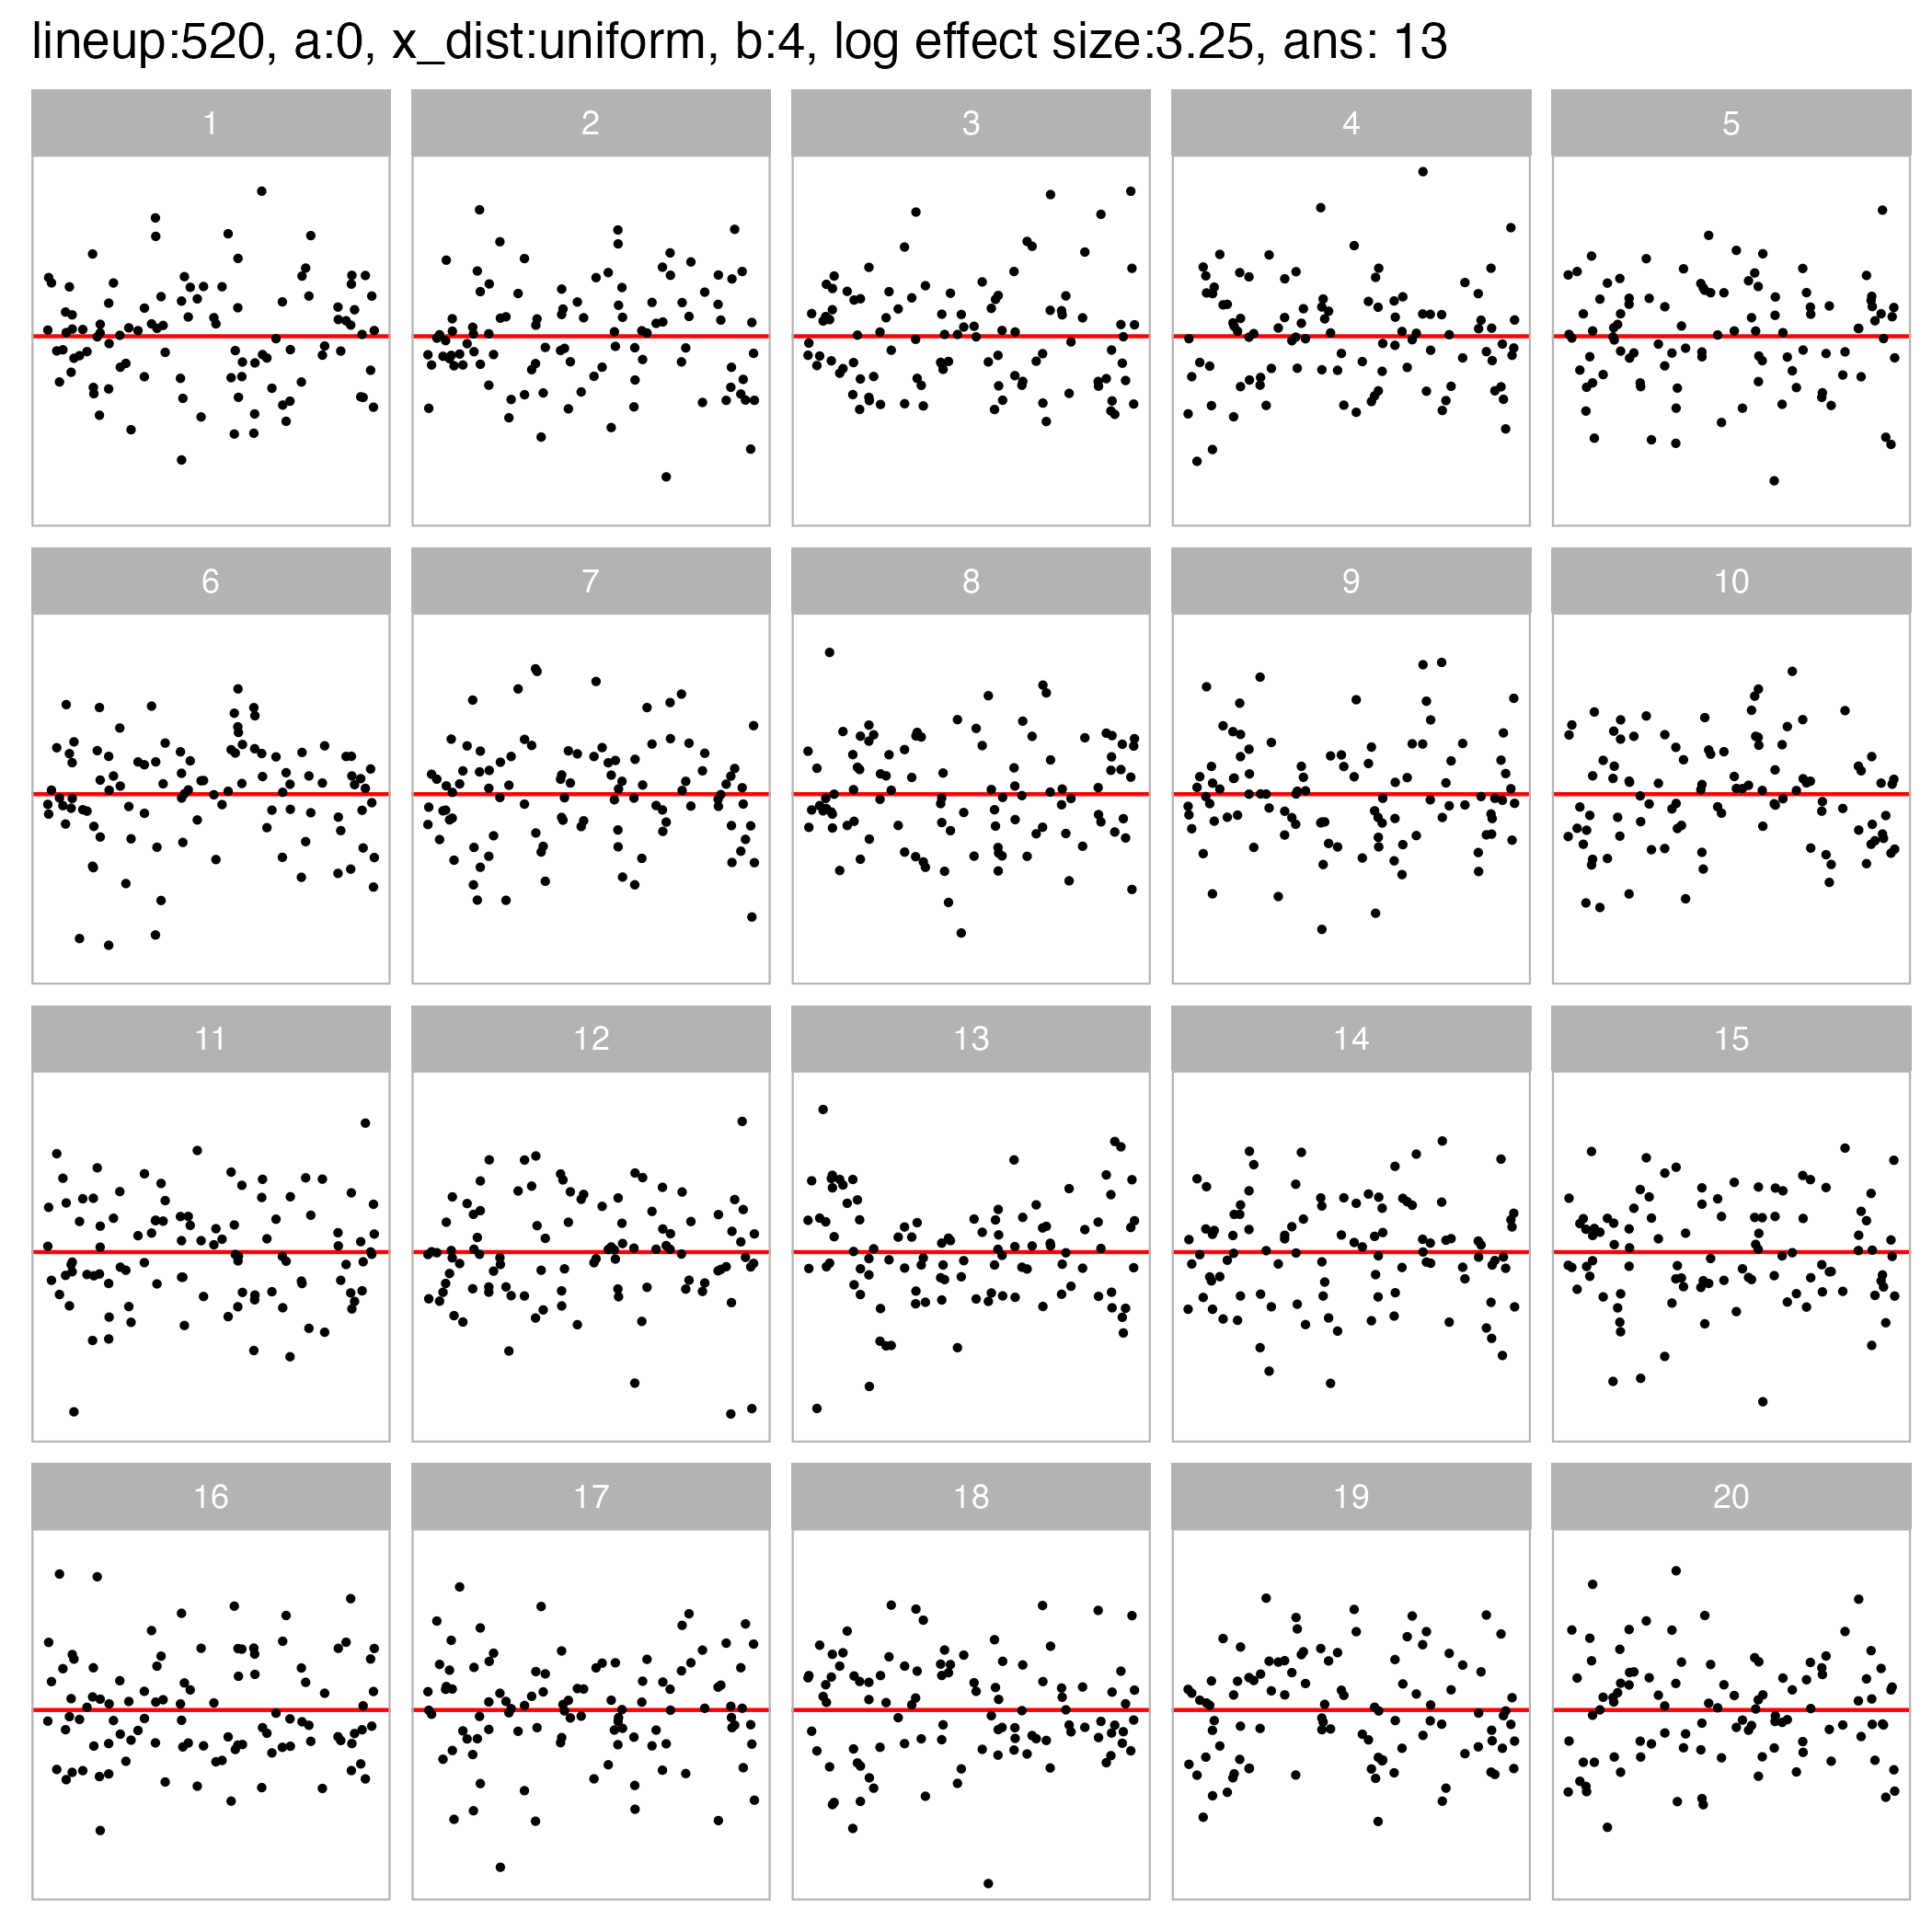 lineup:520, a:0, x_dist:uniform, b:4, log effect size:3.25, ans: 13
1 2 3 4 5
6 7 8 9 10
11 12 13 14 15
16 17 18 19 20